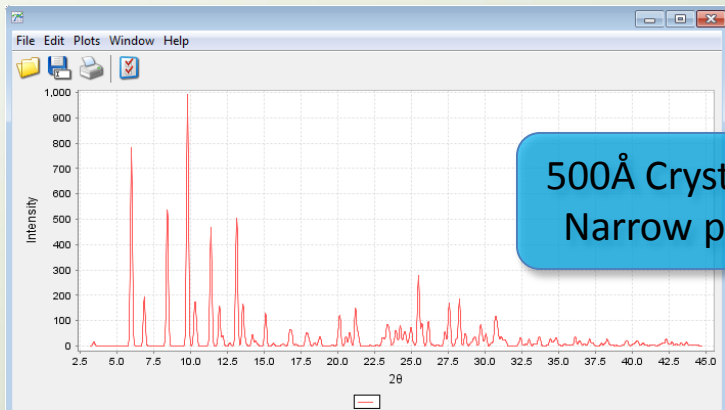 File Edit Plots Window Help
1,000
900
800
700
600
500
400
300
200
100
0
Intensity
2.5 5.0 7.5 10.0 12.5 15.0 17.5 20.0 22.5 25.0 27.5 30.0 32.5 35.0 37.5 40.0 42.5 45.0
2θ
500Å Cryst
Narrow p